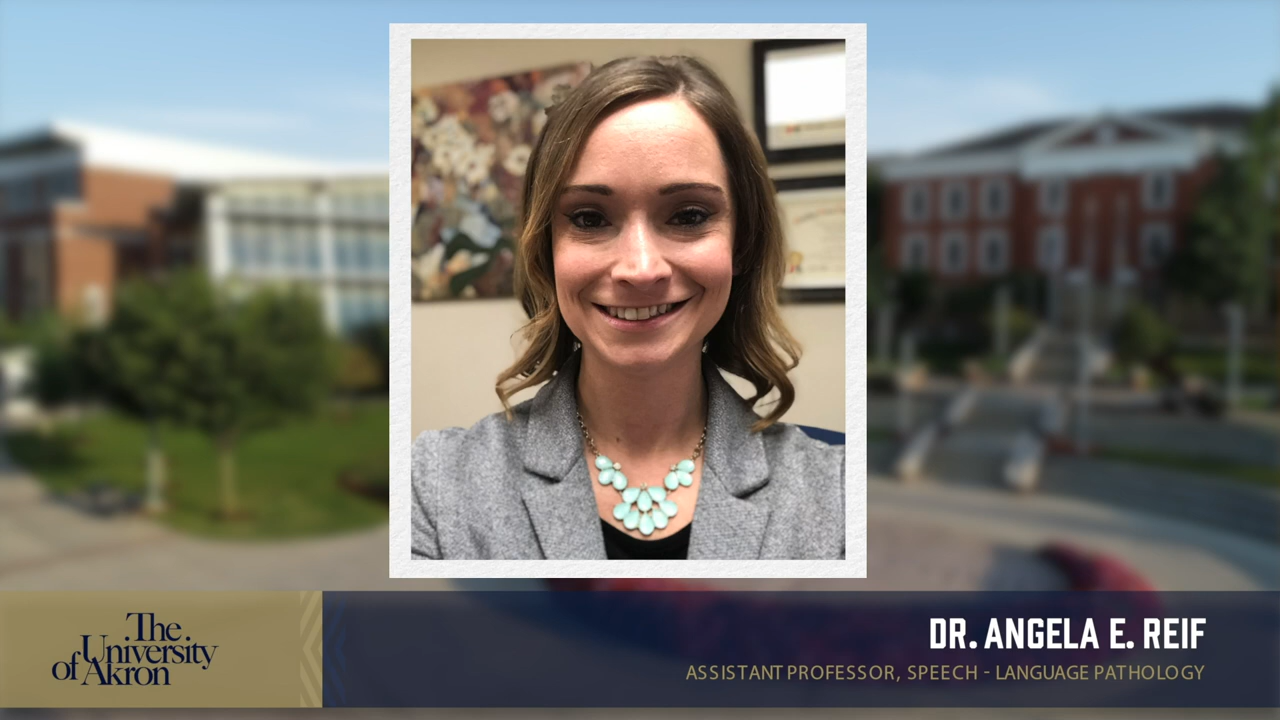 The
University
of Akron
DR. ANGELA E. REIF
ASSISTANT PROFESSOR, SPEECH - LANGUAGE PATHOLOGY